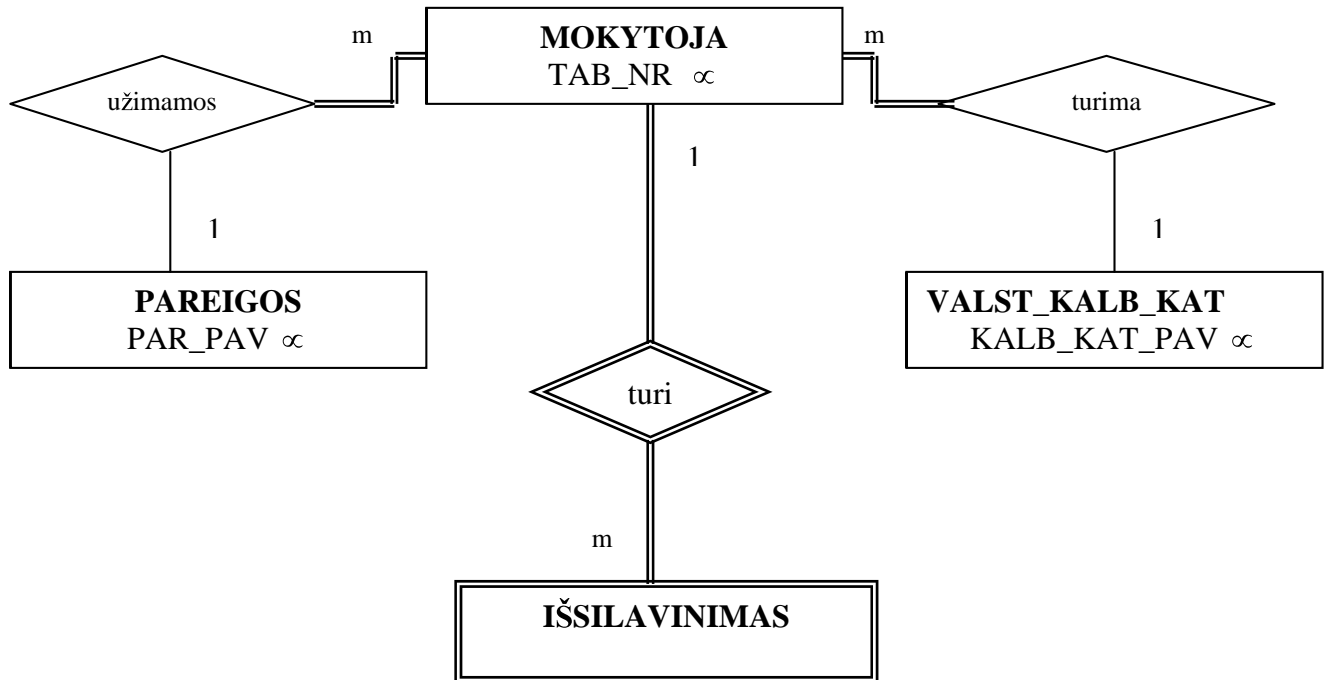 m
MOKYTOJA
TAB_NR ∝
m
užimamos
turima
1
1
1
PAREIGOS
PAR_PAV ∝
VALST_KALB_KAT
KALB_KAT_PAV ∝
turi
m
IŠSILAVINIMAS